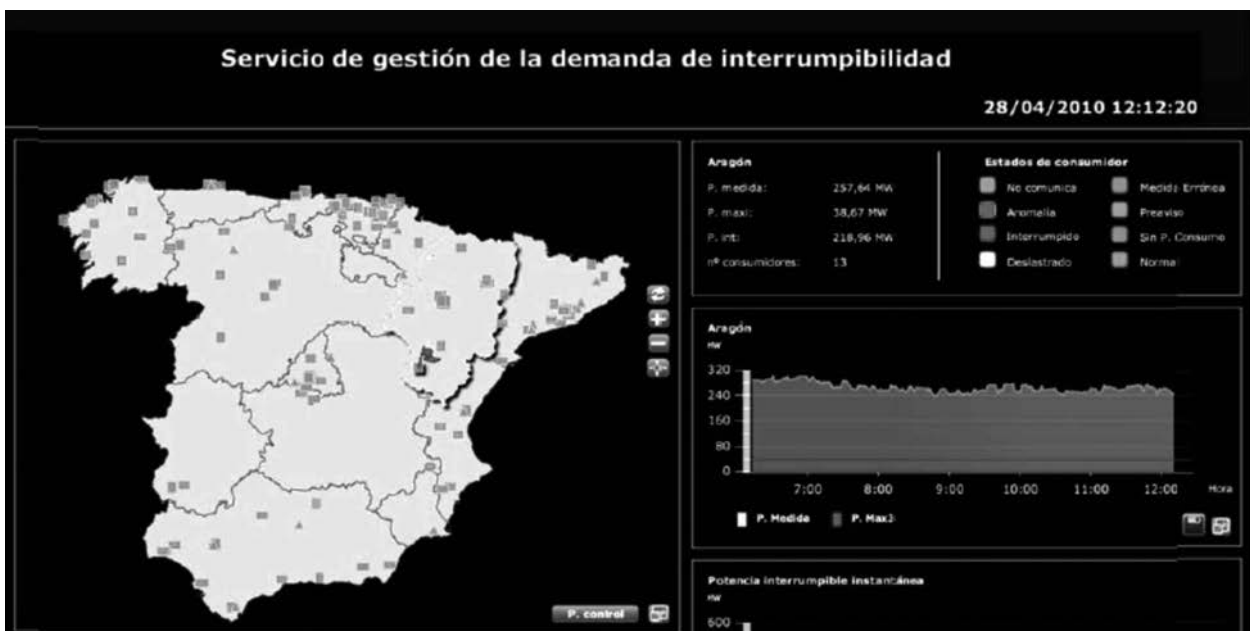 Servicio de gestión de la demanda de interrumpibilidad
28/04/2010 12:12:20
Aragón
P. medida: 257,64 MW
P. maxi: 38,67 MW
P. int: 218,96 MW
nº consumidores: 13
Estados de consumidor
No comunica
Medida Errónea
Anomalía
Preaviso
Interrumpido
Sin P. Consumo
Deslastrado
Normal
Aragón
MW
320
240
160
80
0
7:00 8:00 9:00 10:00 11:00 12:00 Hora
P. Medida P. Max3
P. control
Potencia interrumpible instantánea
MW
600